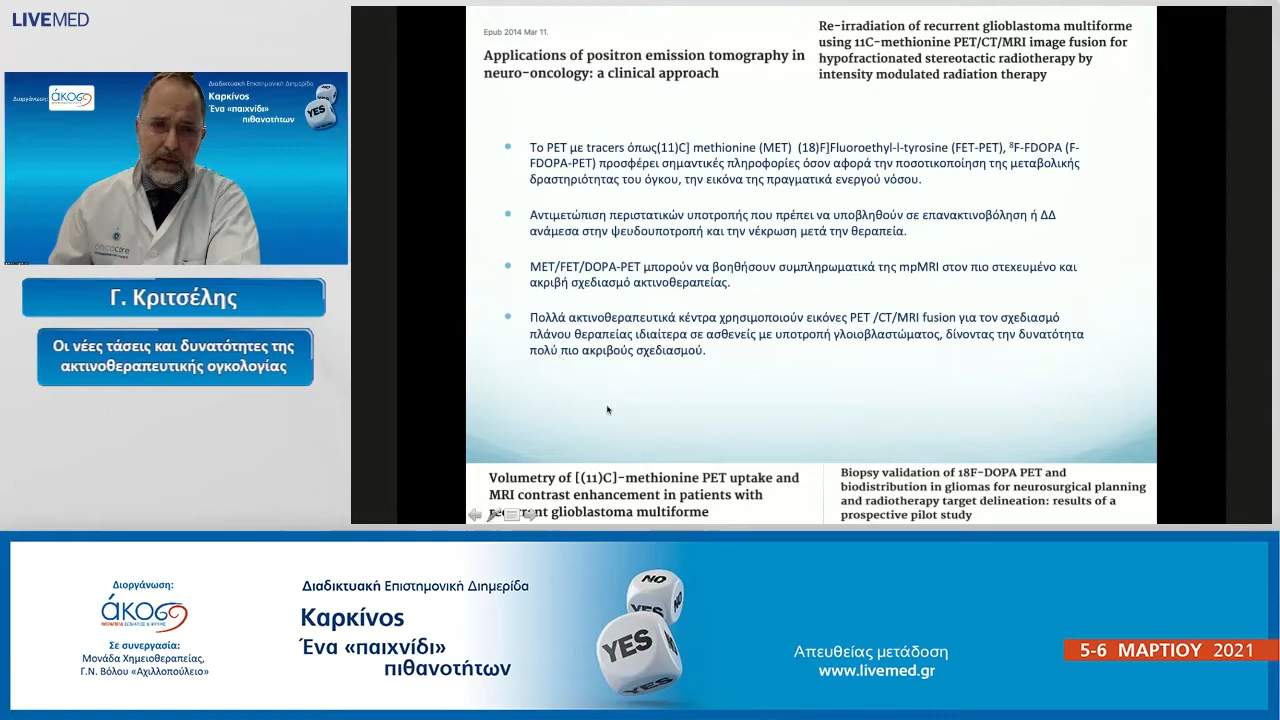 LIVEMED
Διοργάνωση:
άκος
Διαδικτυακή Επιστημονική Διημερίδα
Καρκίνος
Ένα «παιχνίδι»
πιθανοτήτων
YES
oncocare
Γ. Κριτσέλης
Οι νέες τάσεις και δυνατότητες της
ακτινοθεραπευτικής ογκολογίας
Epub 2014 Mar 11.
Applications of positron emission tomography in
neuro-oncology: a clinical approach
Re-irradiation of recurrent glioblastoma multiforme
using 11C-methionine PET/CT/MRI image fusion for
hypofractionated stereotactic radiotherapy by
intensity modulated radiation therapy
Το PET με tracers όπως(11)C] methionine (MET) (18)F]Fluoroethyl-l-tyrosine (FET-PET), ⁸F-FDOPA (F-
FDOPA-PET) προσφέρει σημαντικές πληροφορίες όσον αφορά την ποσοτικοποίηση της μεταβολικής
δραστηριότητας του όγκου, την εικόνα της πραγματικά ενεργού νόσου.
Αντιμετώπιση περιστατικών υποτροπής που πρέπει να υποβληθούν σε επανακτινοβόληση ή ΔΔ
ανάμεσα στην ψευδουποτροπή και την νέκρωση μετά την θεραπεία.
MET/FET/DOPA-PET μπορούν να βοηθήσουν συμπληρωματικά της mpMRI στον πιο στεχευμένο και
ακριβή σχεδιασμό ακτινοθεραπείας.
Πολλά ακτινοθεραπευτικά κέντρα χρησιμοποιούν εικόνες PET /CT/MRI fusion για τον σχεδιασμό
πλάνου θεραπείας ιδιαίτερα σε ασθενείς με υποτροπή γλοιοβλαστώματος, δίνοντας την δυνατότητα
πολύ πιο ακριβούς σχεδιασμού.
Volumetry of [(11)C]-methionine PET uptake and
MRI contrast enhancement in patients with
recurrent glioblastoma multiforme
Biopsy validation of 18F-DOPA PET and
biodistribution in gliomas for neurosurgical planning
and radiotherapy target delineation: results of a
prospective pilot study
Διοργάνωση:
άκος
Σε συνεργασία:
Μονάδα Χημειοθεραπείας,
Γ.Ν. Βόλου «Αχιλλοπούλειο»
Διαδικτυακή Επιστημονική Διημερίδα
Καρκίνος
Ένα «παιχνίδι»
πιθανοτήτων
NO
YES
NO
YES
YES
Απευθείας μετάδοση
www.livemed.gr
5-6 ΜΑΡΤΙΟΥ 2021